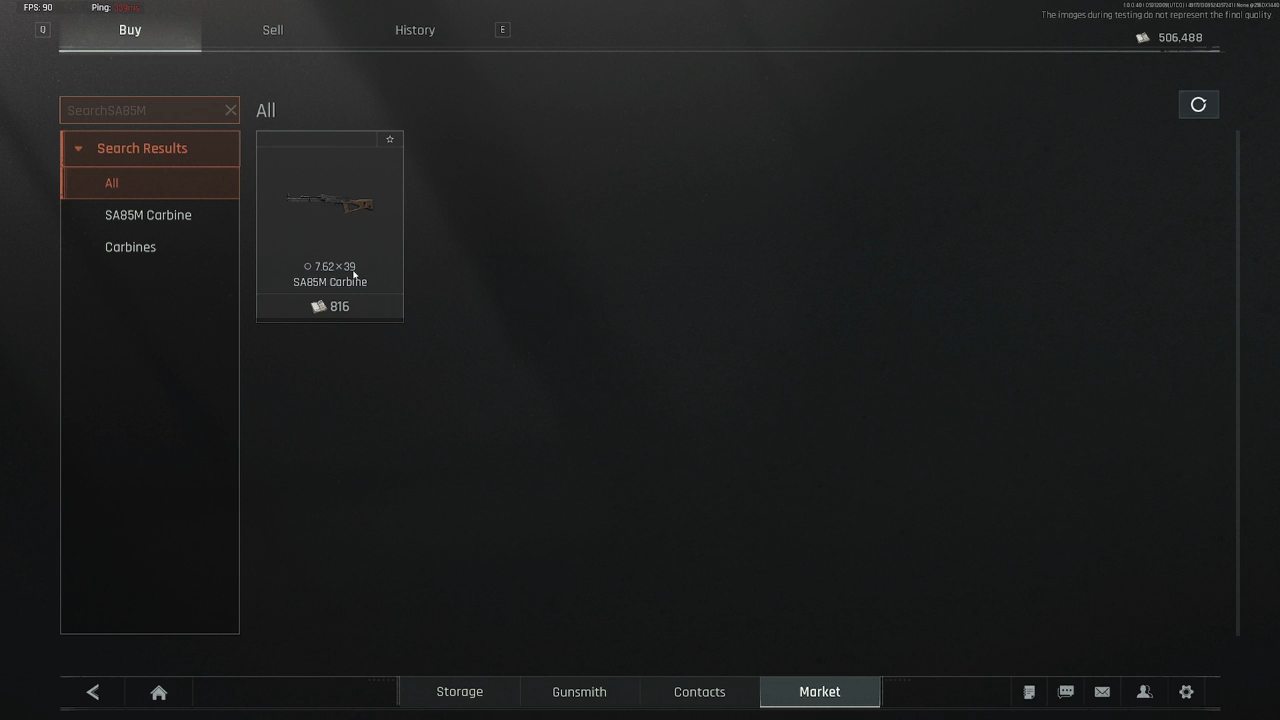 FPS: 90
Ping:
The images during testing do not represent the final quality
Q
Buy
Sell
History
E
506,488
SearchSA85M
All
Search Results
All
SA85M Carbine
Carbines
7.62×39
SA85M Carbine
816
Storage
Gunsmith
Contacts
Market